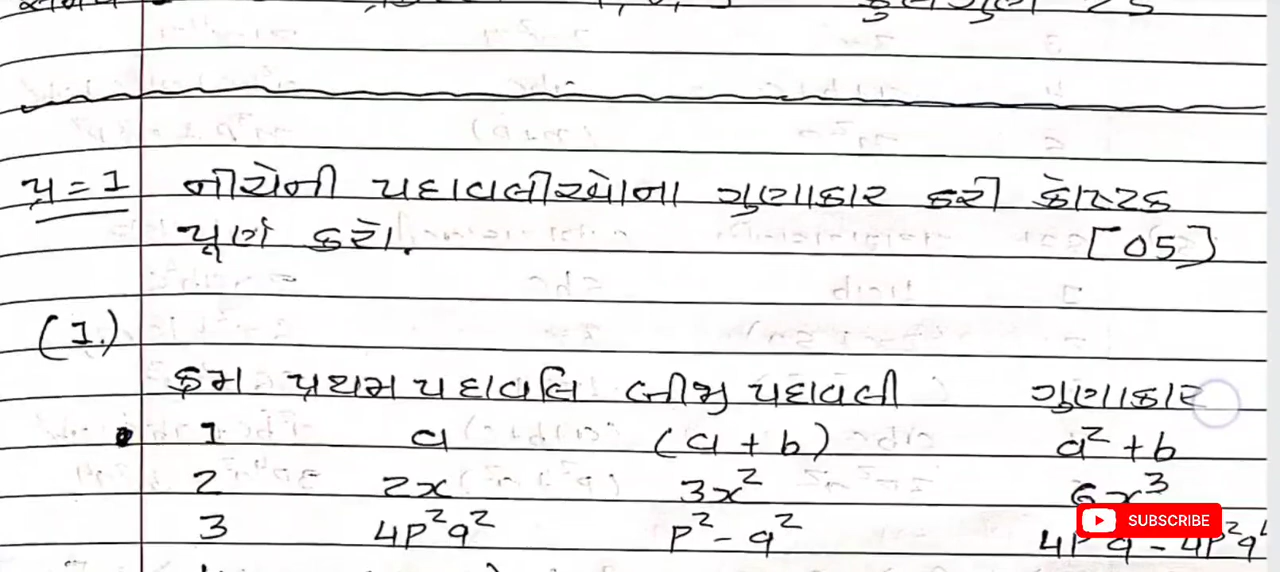 પ્ર=1 નીચેની પદાવલીઓના ગુણાકાર કરી કોષ્ટક
પૂર્ણ કરો. [05]
(1.)
ક્રમ પ્રથમ પદાવલિ બીજુ પદાવલી ગુણાકાર
1 a (a + b) a² + b
2 2x 3x² 6x³
3 4p²q² p² - q²
SUBSCRIBE